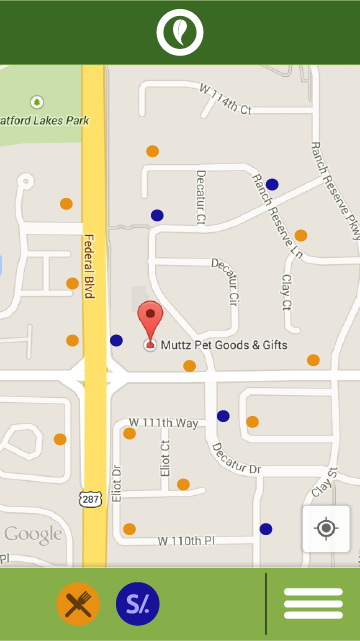 W 114th Ct
atford Lakes Park
Ranch Reserve Pkwy
Decatur Ct
Ranch Reserve Ln
Federal Blvd
Decatur Cir
Clay Ct
Muttz Pet Goods & Gifts
W 111th Way
Eliot Ct
Decatur Dr
Eliot Dr
Clay St
287
Google
W 110th Pl
Pl
S/.